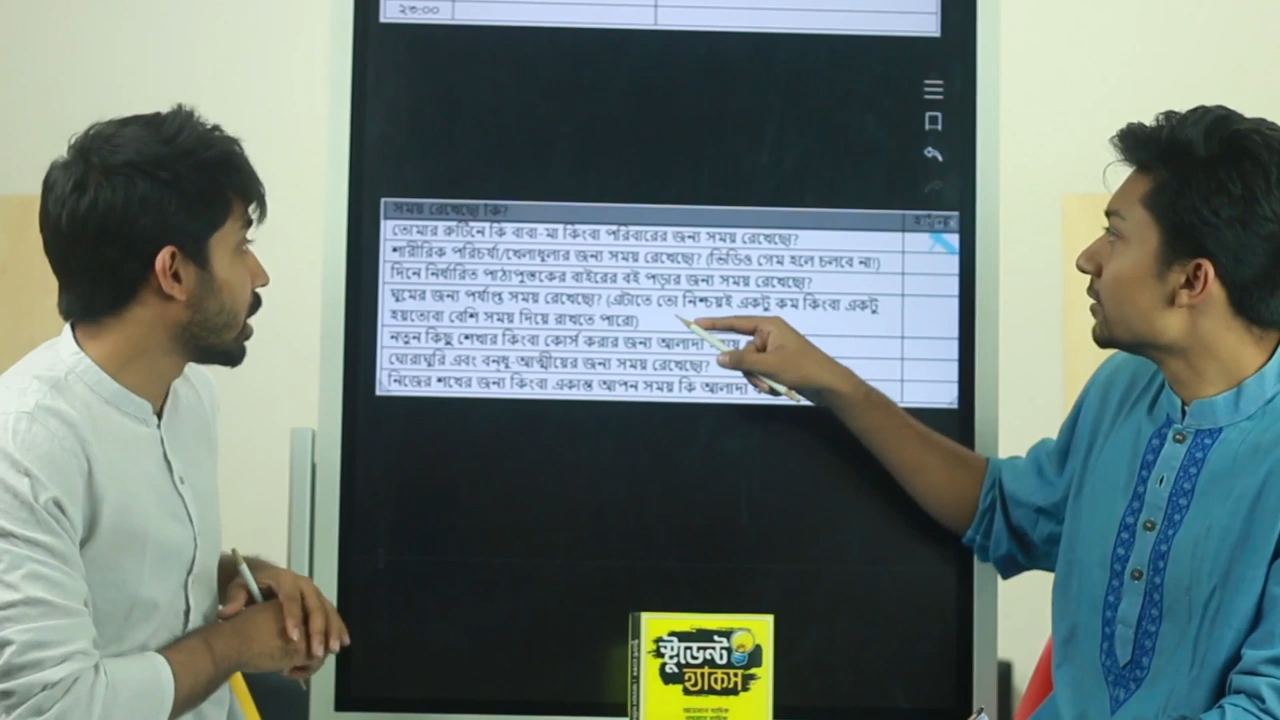 ২৩:০০
সময় রেখেছো কি?
তোমার রুটিনে কি বাবা-মা কিংবা পরিবারের জন্য সময় রেখেছো?
শারীরিক পরিচর্যা/খেলাধুলার জন্য সময় রেখেছো? (ভিডিও গেম হলে চলবে না!)
দিনে নির্ধারিত পাঠ্যপুস্তকের বাইরের বই পড়ার জন্য সময় রেখেছো?
ঘুমের জন্য পর্যাপ্ত সময় রেখেছো? (এটাতে তো নিশ্চয়ই একটু কম কিংবা একটু
হয়তোবা বেশি সময় দিয়ে রাখতে পারো)
নতুন কিছু শেখার কিংবা কোর্স করার জন্য আলাদা সময়
ঘোরাঘুরি এবং বন্ধু-আত্মীয়ের জন্য সময় রেখেছো?
নিজের শখের জন্য কিংবা একান্ত আপন সময় কি আলাদা
স্টুডেন্ট
হ্যাকস